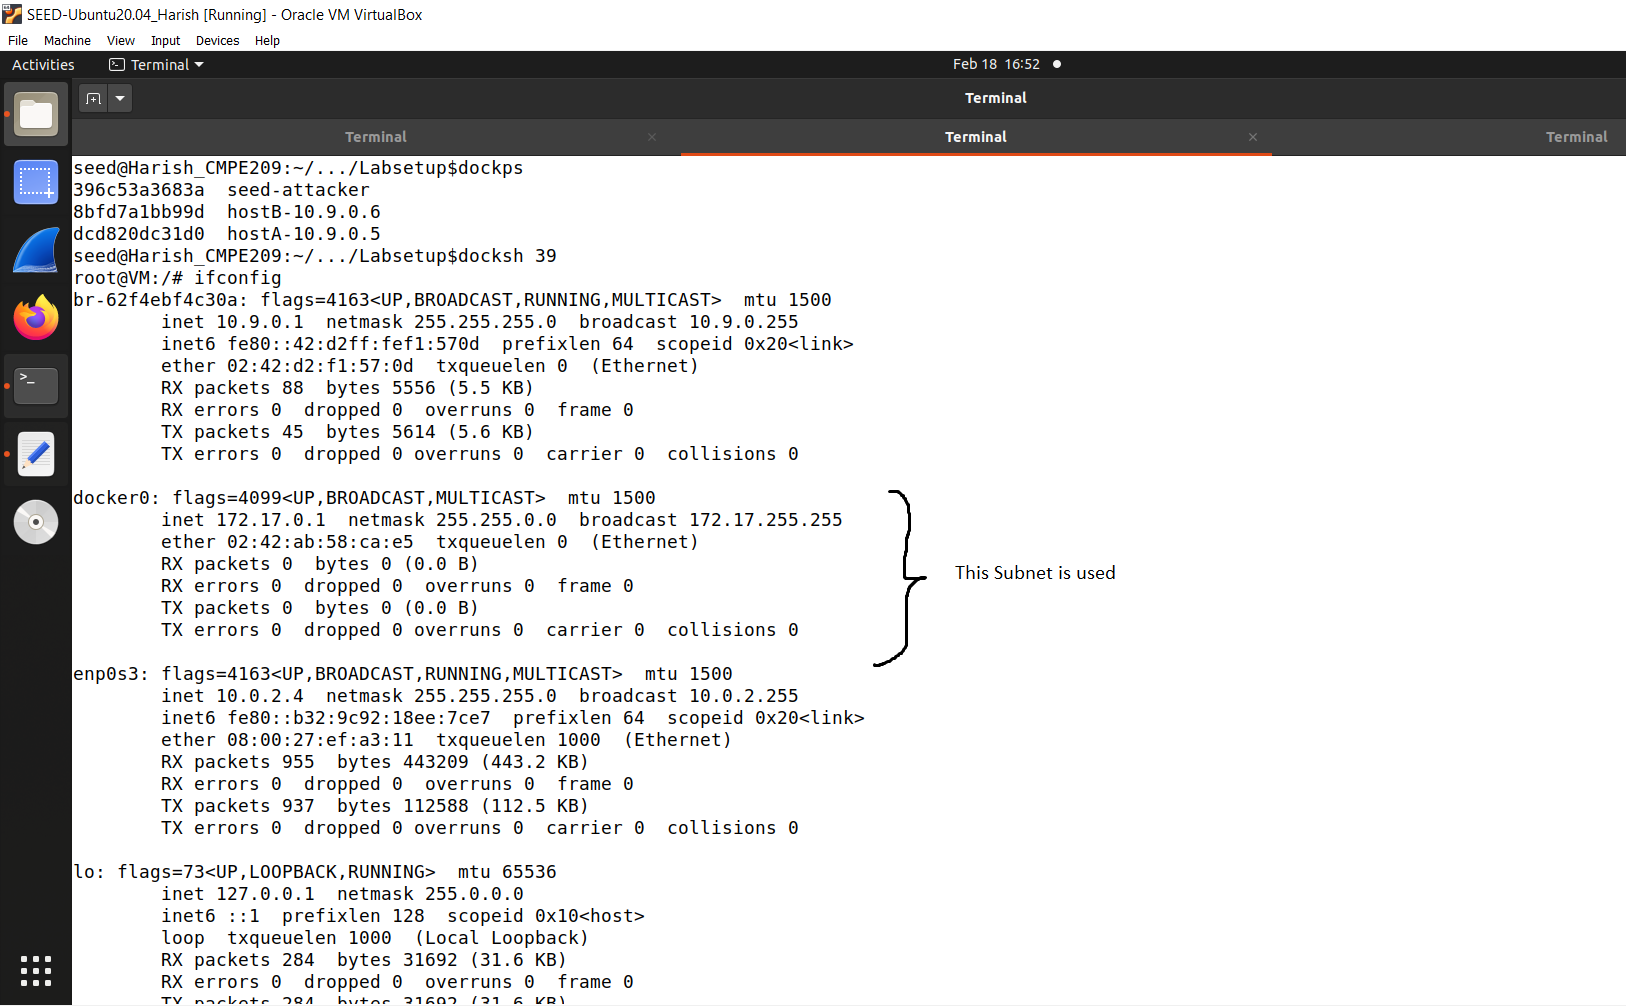 SEED-Ubuntu20.04_Harish [Running] - Oracle VM VirtualBox
File Machine View Input Devices Help
Activities Terminal Feb 18 16:52
Terminal
Terminal × Terminal × Terminal
seed@Harish_CMPE209:~/.../Labsetup$dockps
396c53a3683a  seed-attacker
8bfd7a1bb99d  hostB-10.9.0.6
dcd820dc31d0  hostA-10.9.0.5
seed@Harish_CMPE209:~/.../Labsetup$docksh 39
root@VM:/# ifconfig
br-62f4ebf4c30a: flags=4163<UP,BROADCAST,RUNNING,MULTICAST>  mtu 1500
inet 10.9.0.1  netmask 255.255.255.0  broadcast 10.9.0.255
inet6 fe80::42:d2ff:fef1:570d  prefixlen 64  scopeid 0x20<link>
ether 02:42:d2:f1:57:0d  txqueuelen 0  (Ethernet)
RX packets 88  bytes 5556 (5.5 KB)
RX errors 0  dropped 0  overruns 0  frame 0
TX packets 45  bytes 5614 (5.6 KB)
TX errors 0  dropped 0 overruns 0  carrier 0  collisions 0
docker0: flags=4099<UP,BROADCAST,MULTICAST>  mtu 1500
inet 172.17.0.1  netmask 255.255.0.0  broadcast 172.17.255.255
ether 02:42:ab:58:ca:e5  txqueuelen 0  (Ethernet)
RX packets 0  bytes 0 (0.0 B)
RX errors 0  dropped 0  overruns 0  frame 0
TX packets 0  bytes 0 (0.0 B)
TX errors 0  dropped 0 overruns 0  carrier 0  collisions 0
This Subnet is used
enp0s3: flags=4163<UP,BROADCAST,RUNNING,MULTICAST>  mtu 1500
inet 10.0.2.4  netmask 255.255.255.0  broadcast 10.0.2.255
inet6 fe80::b32:9c92:18ee:7ce7  prefixlen 64  scopeid 0x20<link>
ether 08:00:27:ef:a3:11  txqueuelen 1000  (Ethernet)
RX packets 955  bytes 443209 (443.2 KB)
RX errors 0  dropped 0  overruns 0  frame 0
TX packets 937  bytes 112588 (112.5 KB)
TX errors 0  dropped 0 overruns 0  carrier 0  collisions 0
lo: flags=73<UP,LOOPBACK,RUNNING>  mtu 65536
inet 127.0.0.1  netmask 255.0.0.0
inet6 ::1  prefixlen 128  scopeid 0x10<host>
loop  txqueuelen 1000  (Local Loopback)
RX packets 284  bytes 31692 (31.6 KB)
RX errors 0  dropped 0  overruns 0  frame 0
TX packets 284  bytes 31692 (31.6 KB)